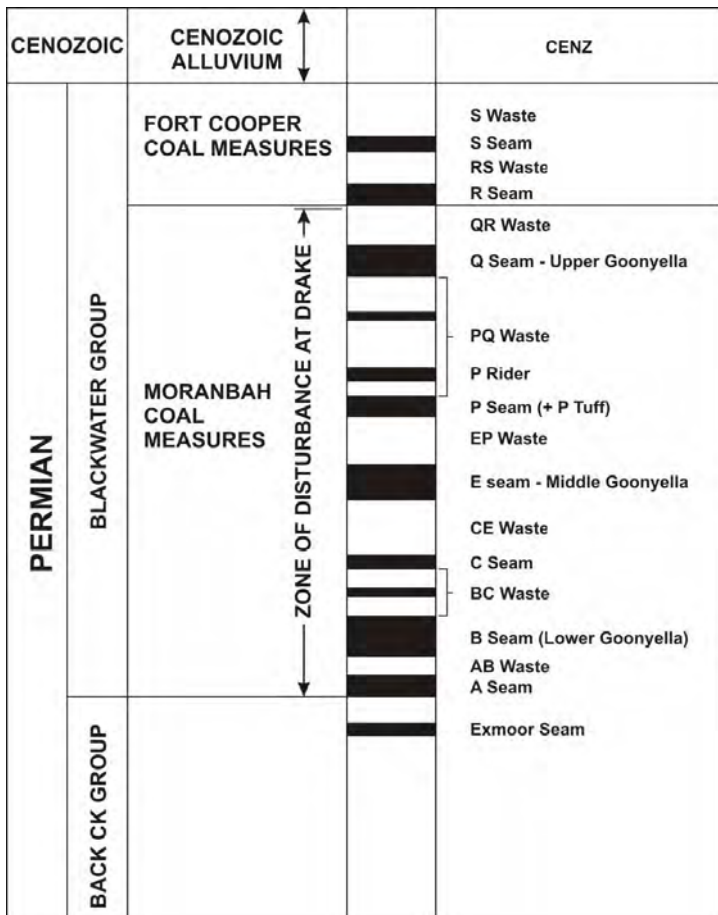 CENOZOIC
CENOZOIC
ALLUVIUM
CENZ
PERMIAN
BLACKWATER GROUP
FORT COOPER
COAL MEASURES
S Waste
S Seam
RS Waste
R Seam
MORANBAH
COAL
MEASURES
ZONE OF DISTURBANCE AT DRAKE
QR Waste
Q Seam - Upper Goonyella
PQ Waste
P Rider
P Seam (+ P Tuff)
EP Waste
E seam - Middle Goonyella
CE Waste
C Seam
BC Waste
B Seam (Lower Goonyella)
AB Waste
A Seam
BACK CK GROUP
Exmoor Seam